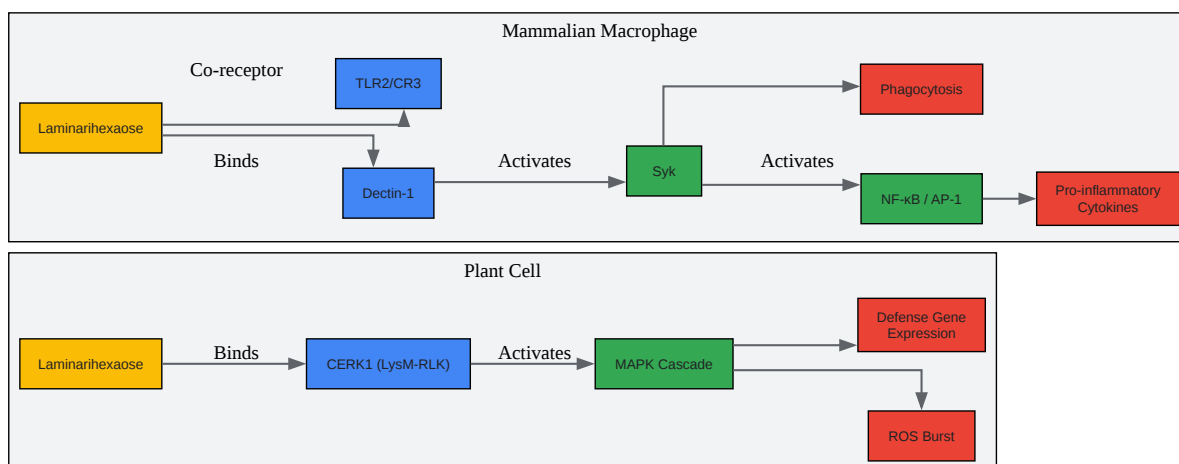 Mammalian Macrophage
Co-receptor
TLR2/CR3
Phagocytosis
Laminarihexaose
Binds
Activates
Activates
Dectin-1
Syk
NF-κB / AP-1
Pro-inflammatory
Cytokines
Plant Cell
Defense Gene
Expression
Laminarihexaose
Binds
CERK1 (LysM-RLK)
Activates
MAPK Cascade
ROS Burst